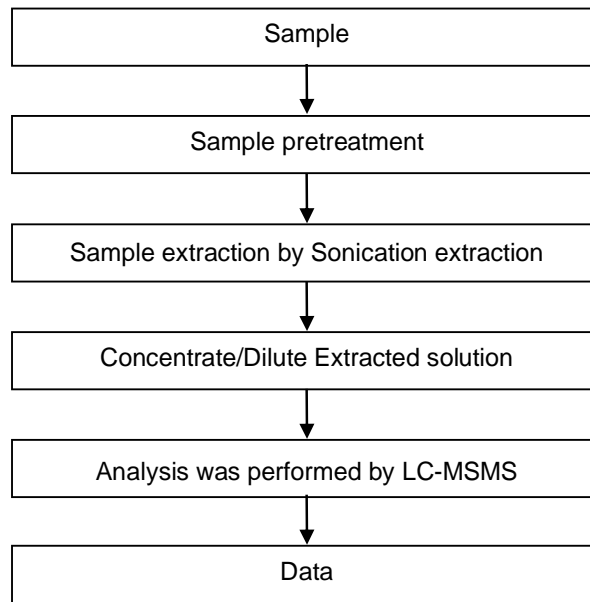 Sample
Sample pretreatment
Sample extraction by Sonication extraction
Concentrate/Dilute Extracted solution
Analysis was performed by LC-MSMS
Data